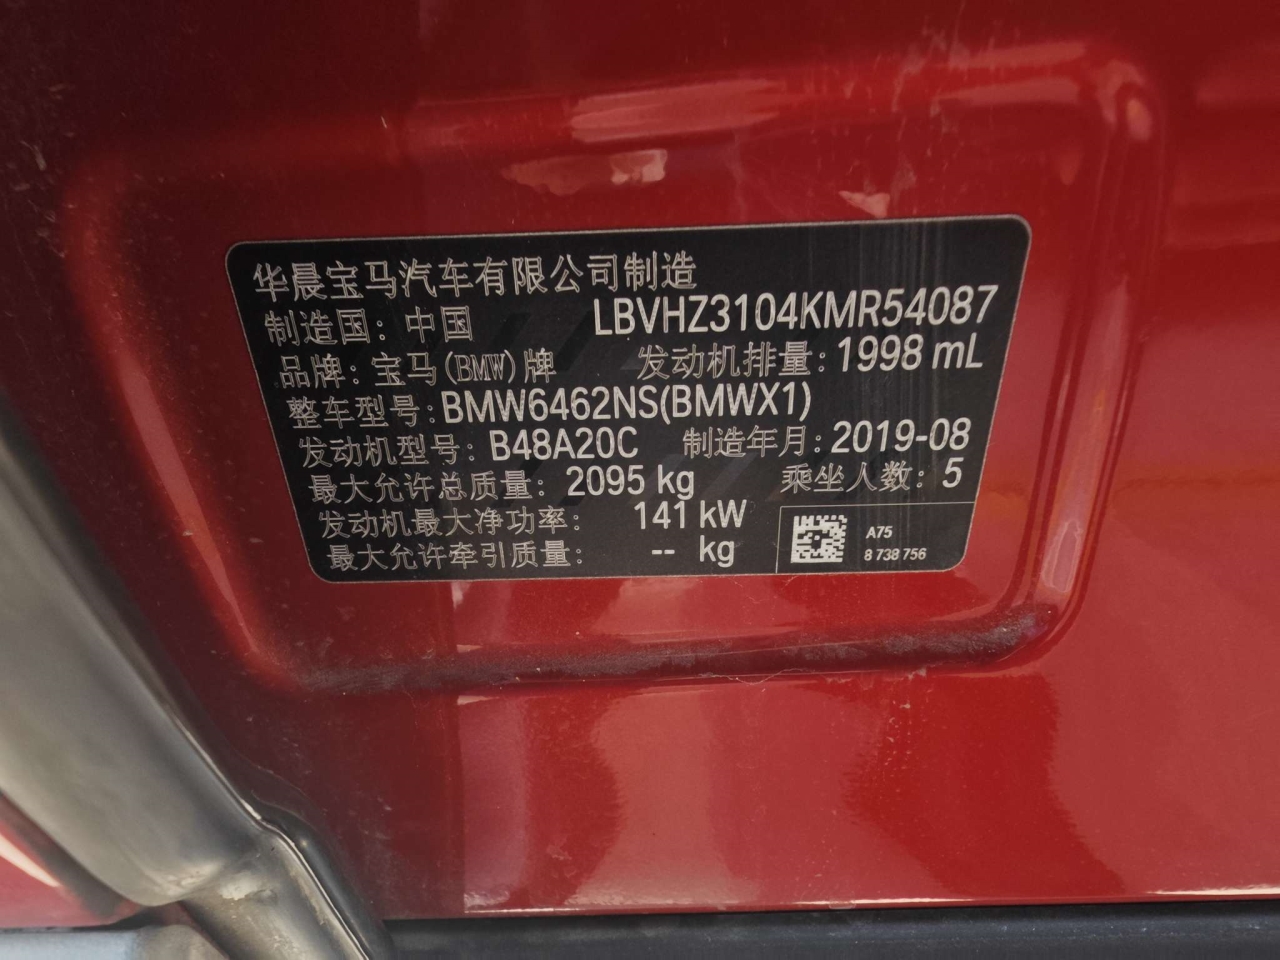 华晨宝马汽车有限公司制造
制造国：中国 LBVHZ3104KMR54087
品牌：宝马(BMW)牌 发动机排量：1998 mL
整车型号：BMW6462NS(BMWX1)
发动机型号：B48A20C 制造年月：2019-08
最大允许总质量：2095 kg 乘坐人数：5
发动机最大净功率：141 kW
最大允许牵引质量：-- kg
A75
8 738 756